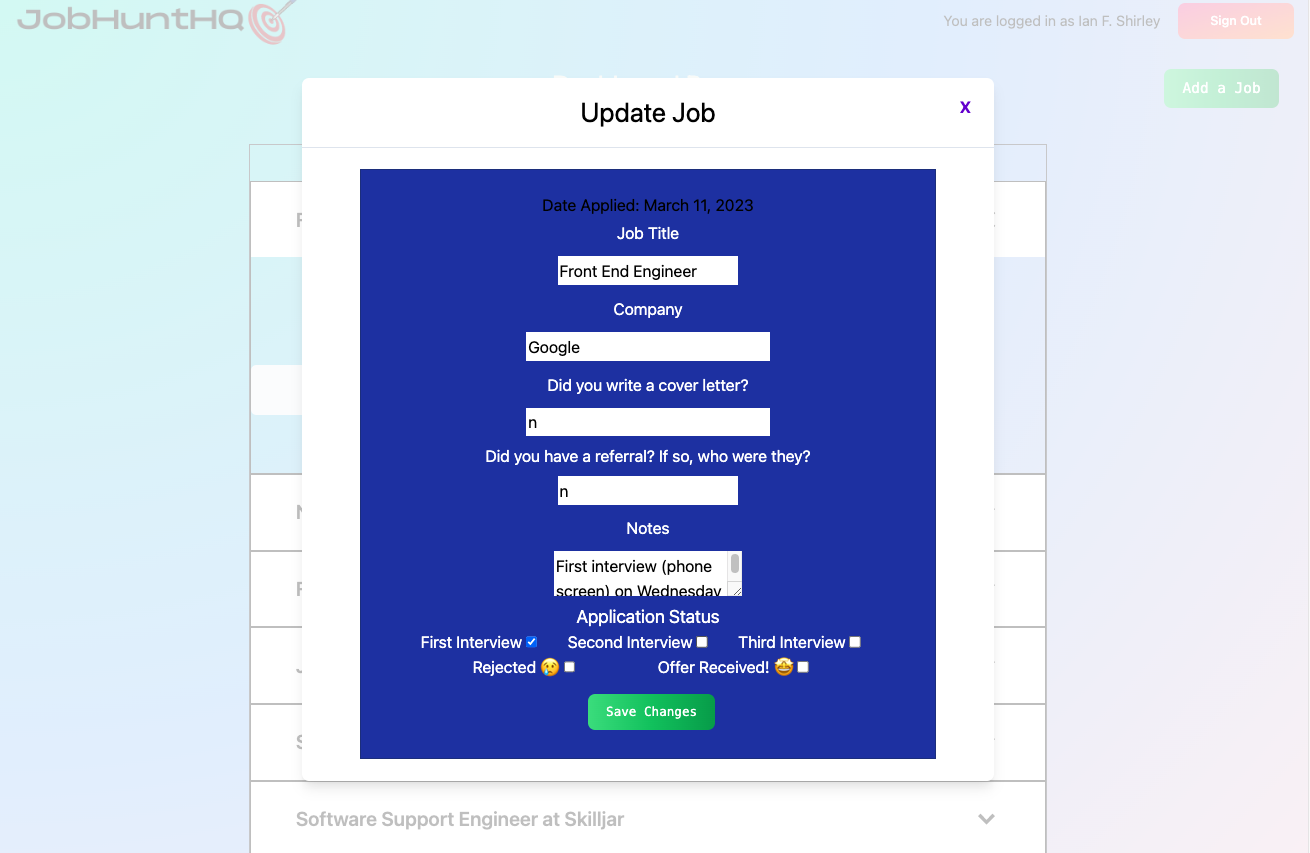 JobHuntHQ
You are logged in as Ian F. Shirley
Sign Out
Add a Job
Update Job
X
Date Applied: March 11, 2023
Job Title
Front End Engineer
Company
Google
Did you write a cover letter?
n
Did you have a referral? If so, who were they?
n
Notes
First interview (phone
screen) on Wednesday
Application Status
First Interview Second Interview Third Interview
Rejected 😢 Offer Received! 🤩
Save Changes
Software Support Engineer at Skilljar